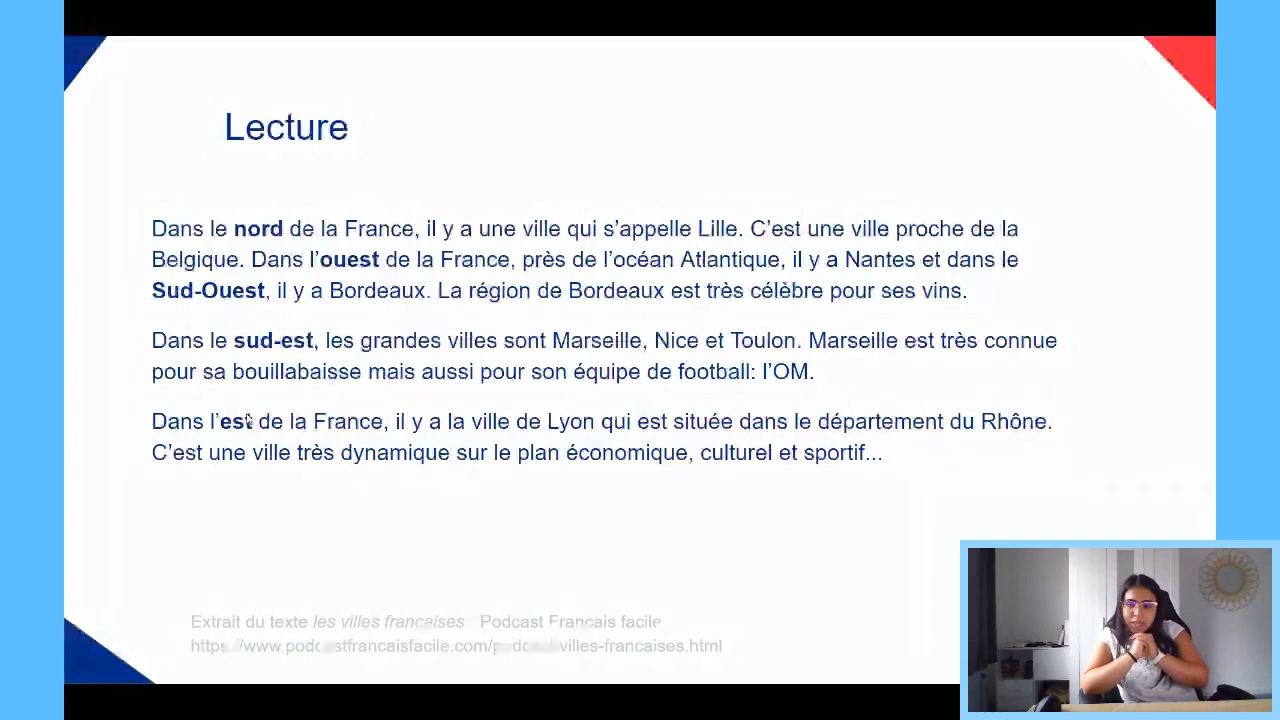 Lecture
Dans le nord de la France, il y a une ville qui s'appelle Lille. C'est une ville proche de la
Belgique. Dans l'ouest de la France, près de l'océan Atlantique, il y a Nantes et dans le
Sud-Ouest, il y a Bordeaux. La région de Bordeaux est très célèbre pour ses vins.
Dans le sud-est, les grandes villes sont Marseille, Nice et Toulon. Marseille est très connue
pour sa bouillabaisse mais aussi pour son équipe de football: l'OM.
Dans l'est de la France, il y a la ville de Lyon qui est située dans le département du Rhône.
C'est une ville très dynamique sur le plan économique, culturel et sportif...
Extrait du texte les villes françaises Podcast Français facile
https://www.podcastfrancaisfacile.com/podcast/villes-francaises.html